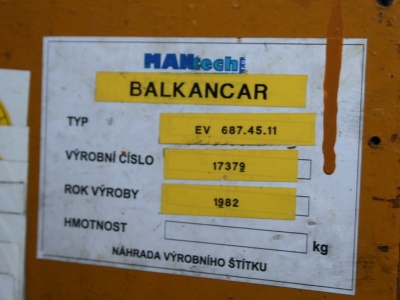 MANtech
BALKANCAR
TYP EV 687.45.11
VÝROBNÍ ČÍSLO 17379
ROK VÝROBY 1982
HMOTNOST kg
NÁHRADA VÝROBNÍHO ŠTÍTKU